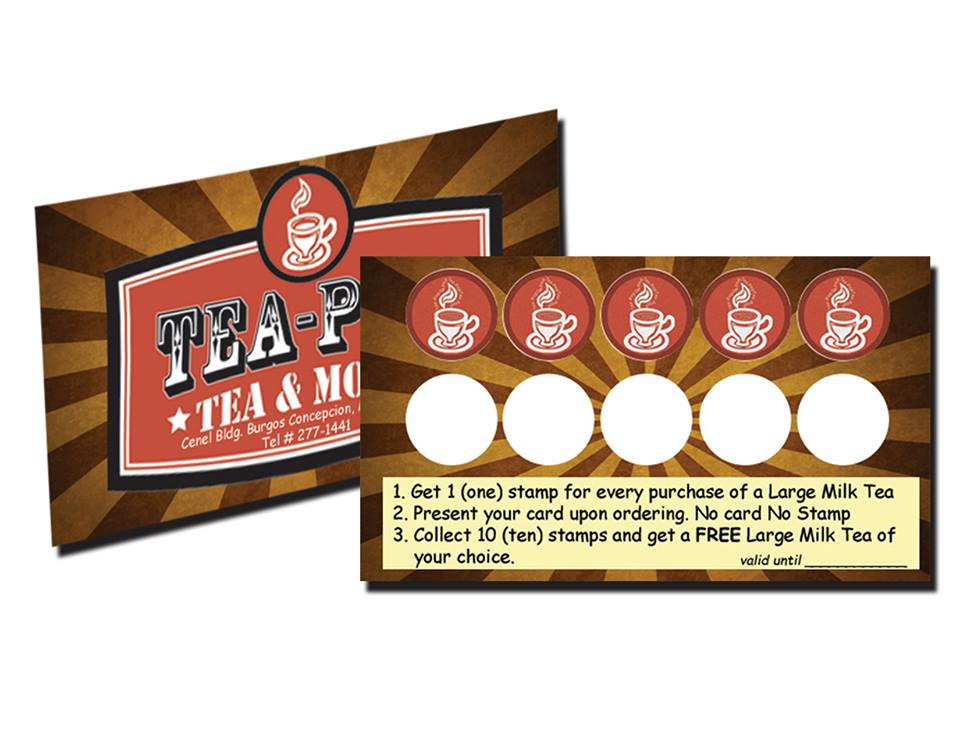 TEA-P
★TEA & MO
Cenel Bldg. Burgos Concepcion,
Tel # 277-1441
1. Get 1 (one) stamp for every purchase of a Large Milk Tea
2. Present your card upon ordering. No card No Stamp
3. Collect 10 (ten) stamps and get a FREE Large Milk Tea of
your choice.
valid until ______________